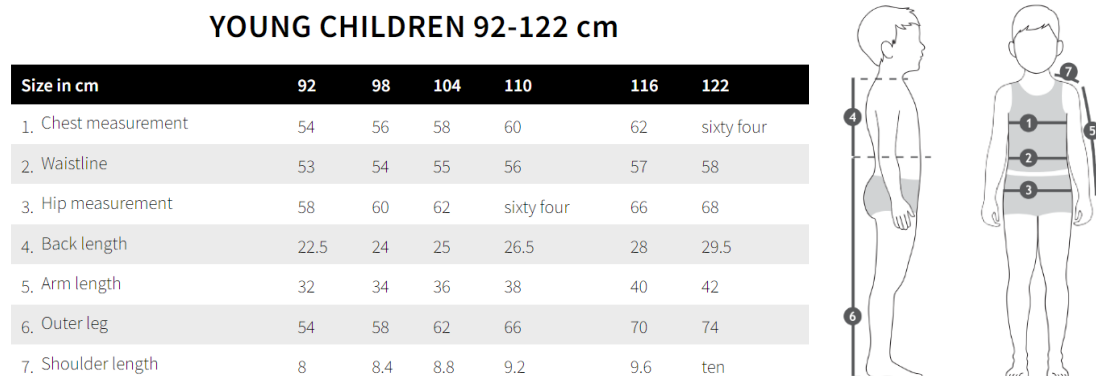 YOUNG CHILDREN 92-122 cm
Size in cm 92 98 104 110 116 122
1. Chest measurement 54 56 58 60 62 sixty four
2. Waistline 53 54 55 56 57 58
3. Hip measurement 58 60 62 sixty four 66 68
4. Back length 22.5 24 25 26.5 28 29.5
5. Arm length 32 34 36 38 40 42
6. Outer leg 54 58 62 66 70 74
7. Shoulder length 8 8.4 8.8 9.2 9.6 ten
4
6
7
1
5
2
3